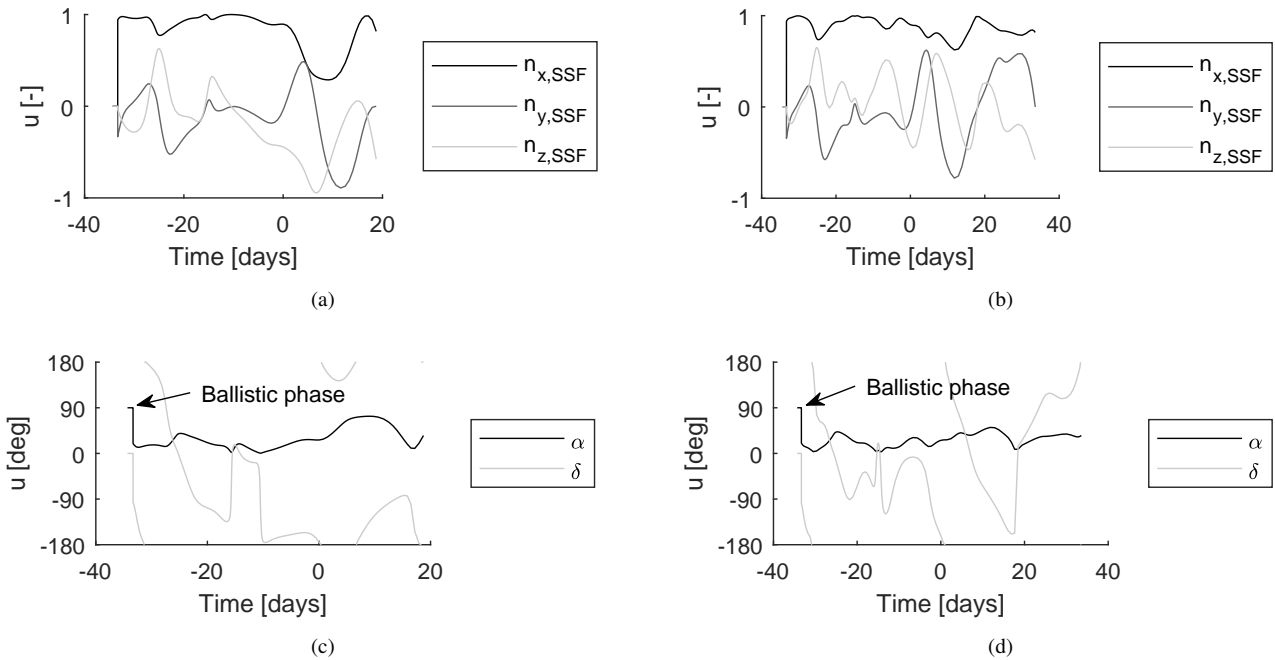 1
0
-1
u [-]
-40
-20
0
20
Time [days]
n_x,SSF
n_y,SSF
n_z,SSF
(a)
1
0
-1
u [-]
-40
-20
0
20
40
Time [days]
n_x,SSF
n_y,SSF
n_z,SSF
(b)
180
90
0
-90
-180
u [deg]
Ballistic phase
-40
-20
0
20
Time [days]
α
δ
(c)
180
90
0
-90
-180
u [deg]
Ballistic phase
-40
-20
0
20
40
Time [days]
α
δ
(d)